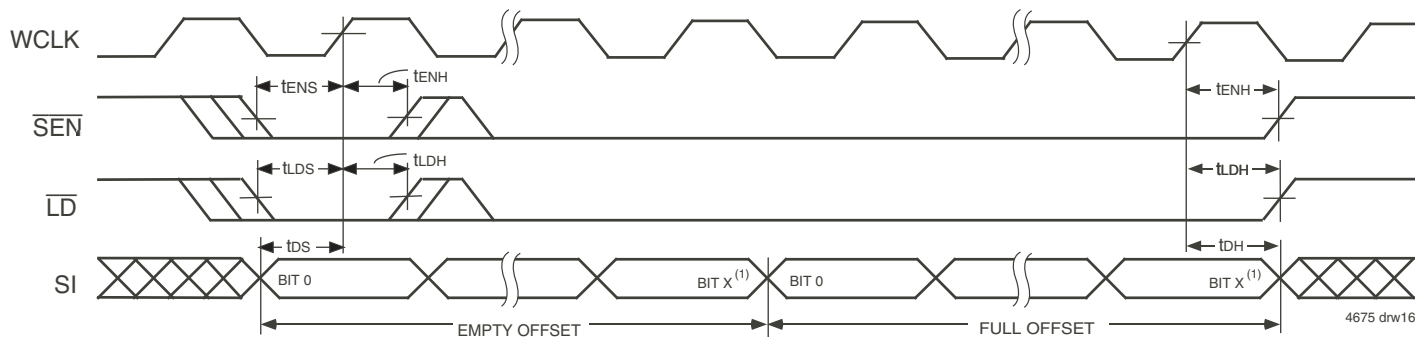 WCLK
tENS
tENH
tENH
SEN
tLDS
tLDH
tLDH
LD
tDS
tDH
SI
BIT 0
BIT X(1)
BIT 0
BIT X(1)
EMPTY OFFSET
FULL OFFSET
4675 drw16